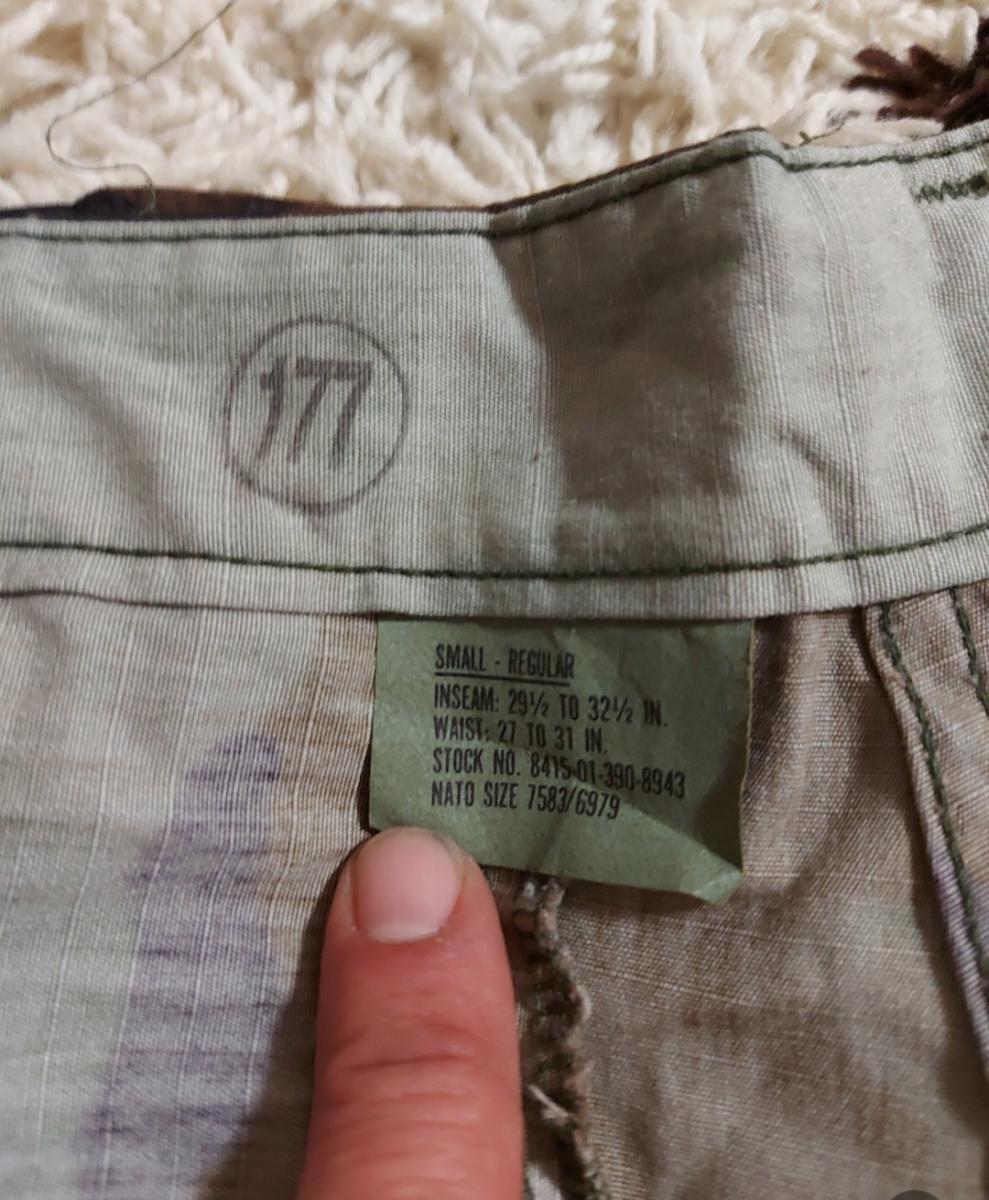 177
SMALL - REGULAR
INSEAM: 29½ TO 32½ IN.
WAIST: 27 TO 31 IN.
STOCK NO. 8415-01-390-8943
NATO SIZE 7583/6979